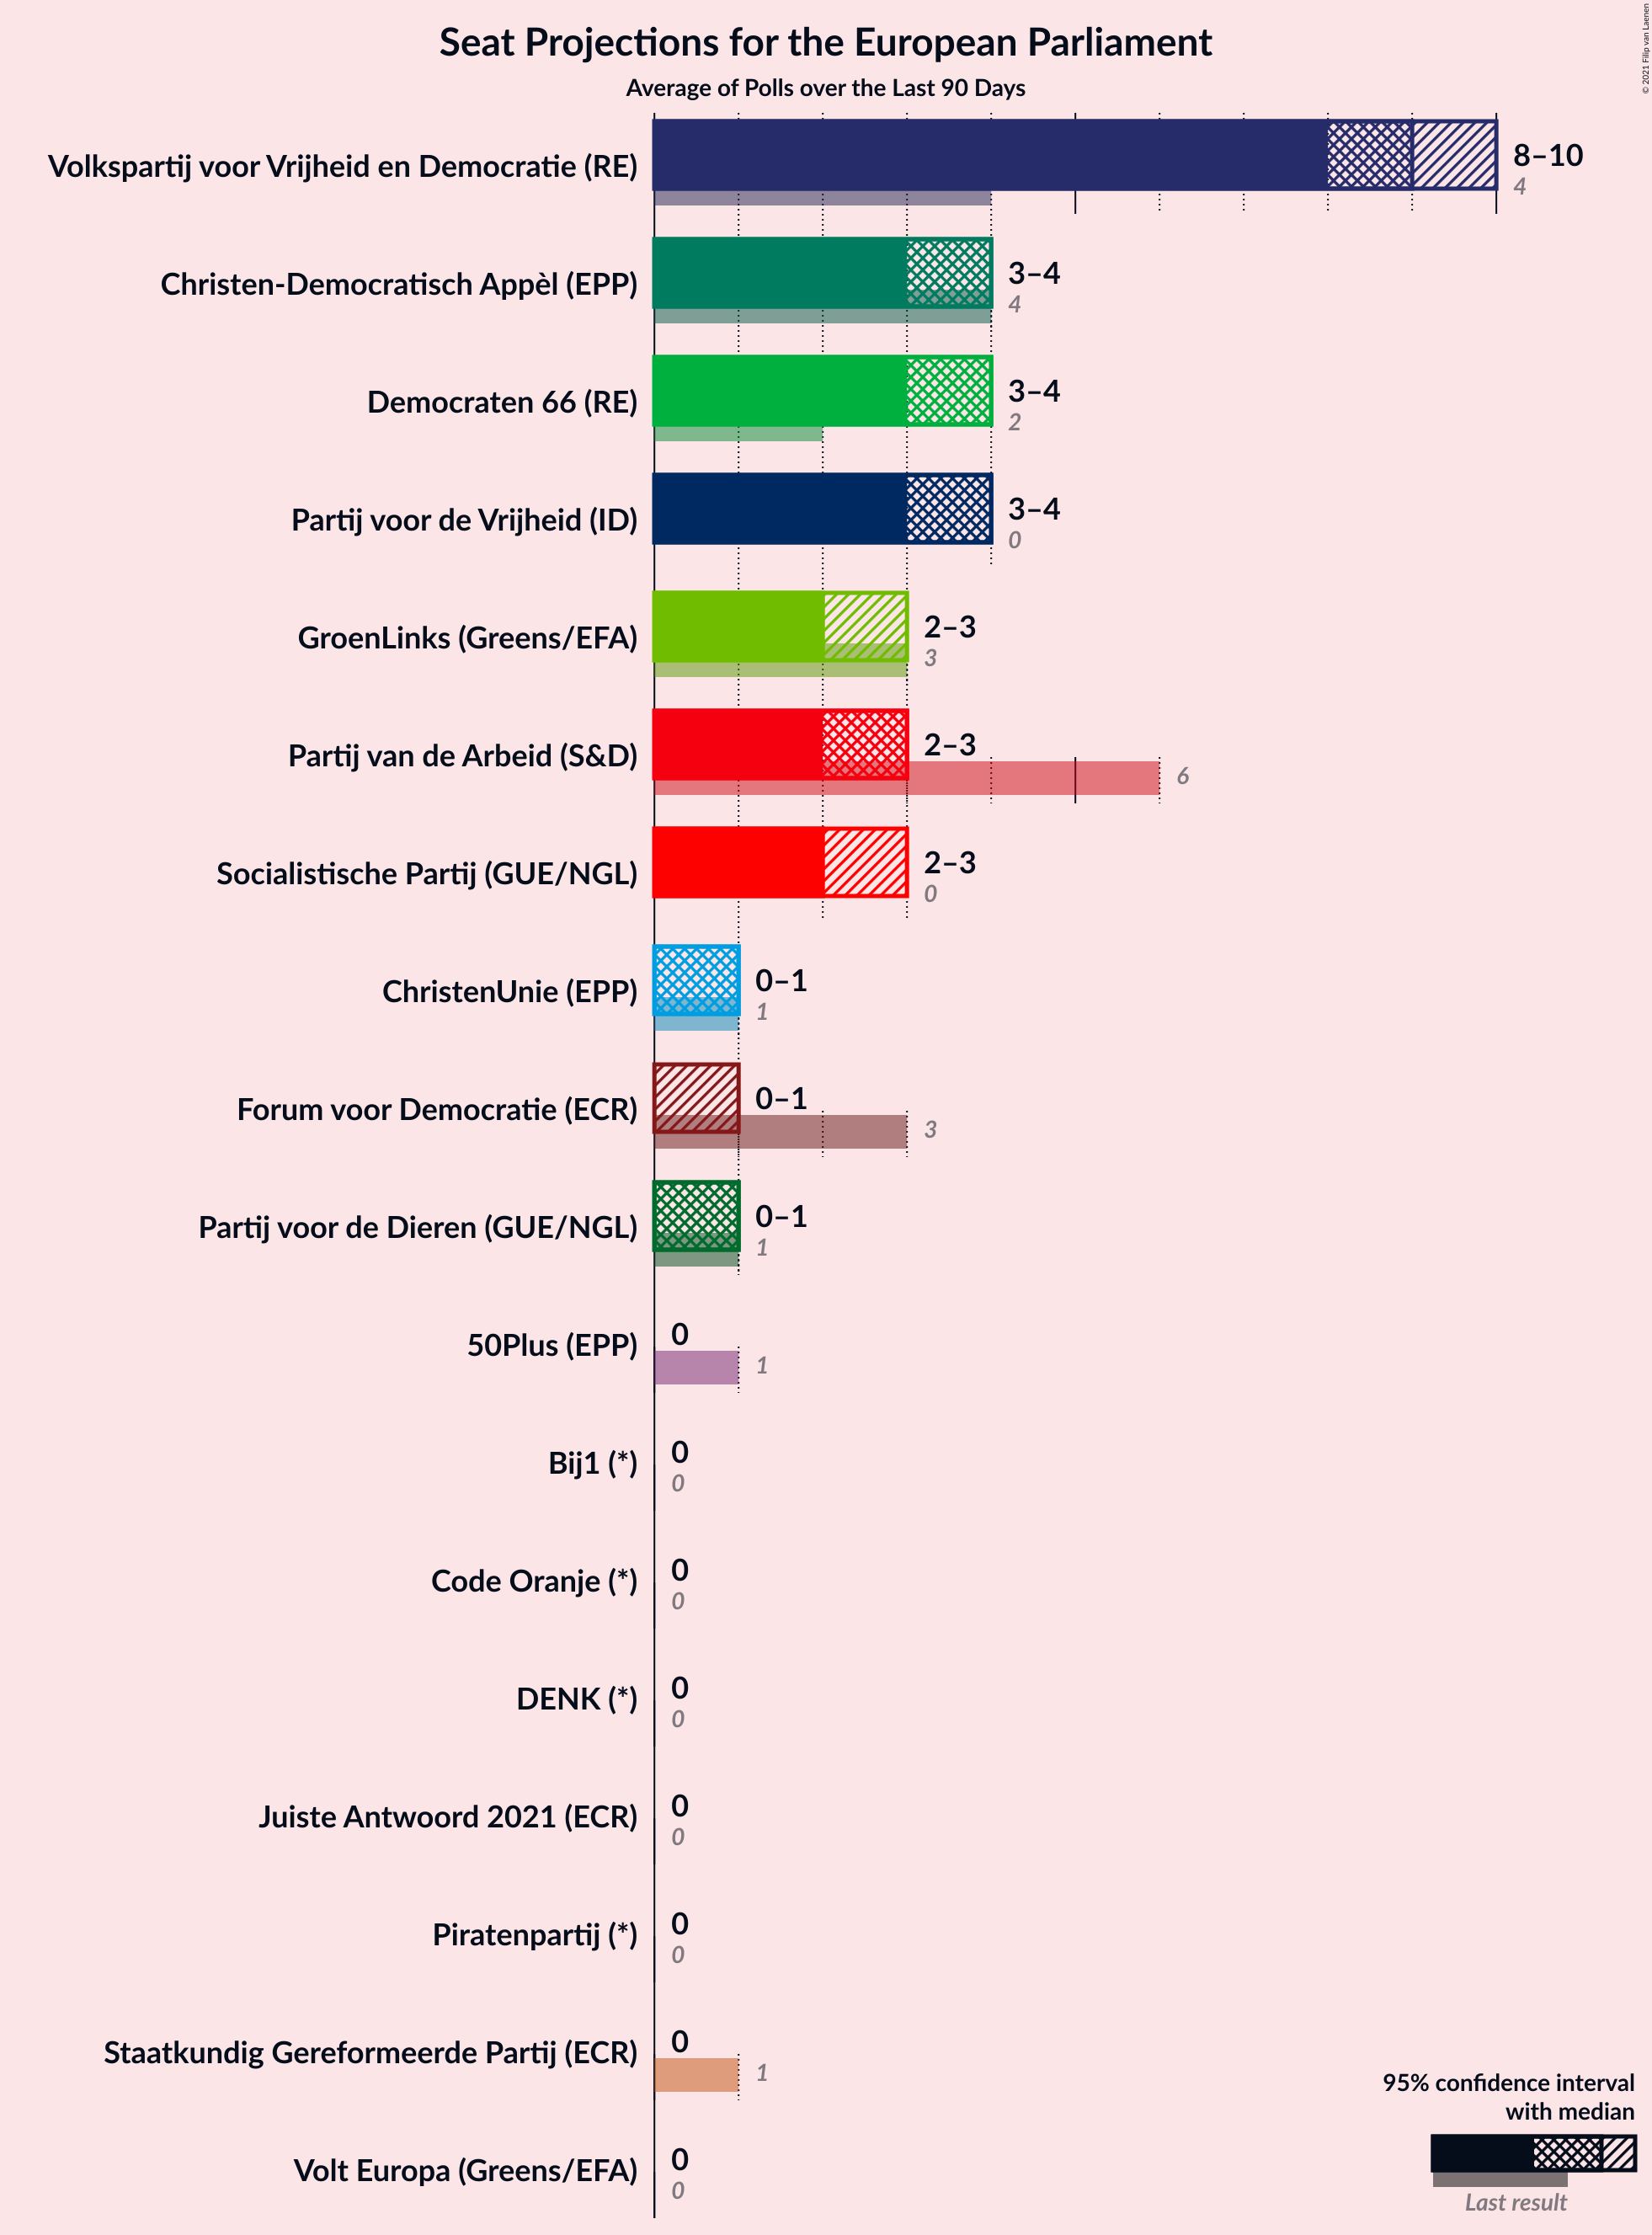 Seat Projections for the European Parliament
Average of Polls over the Last 90 Days
© 2021 Filip van Laenen
Volkspartij voor Vrijheid en Democratie (RE)
8–10
4
Christen-Democratisch Appèl (EPP)
3–4
4
Democraten 66 (RE)
3–4
2
Partij voor de Vrijheid (ID)
3–4
0
GroenLinks (Greens/EFA)
2–3
3
Partij van de Arbeid (S&D)
2–3
6
Socialistische Partij (GUE/NGL)
2–3
0
ChristenUnie (EPP)
0–1
1
Forum voor Democratie (ECR)
0–1
3
Partij voor de Dieren (GUE/NGL)
0–1
1
50Plus (EPP)
0
1
Bij1 (*)
0
0
Code Oranje (*)
0
0
DENK (*)
0
0
Juiste Antwoord 2021 (ECR)
0
0
Piratenpartij (*)
0
0
Staatkundig Gereformeerde Partij (ECR)
0
1
Volt Europa (Greens/EFA)
0
0
95% confidence interval
with median
Last result